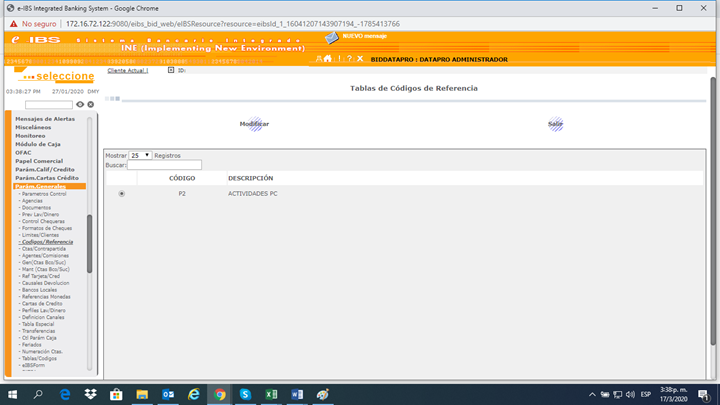 e-IBS Integrated Banking System - Google Chrome
No seguro | 172.16.72.122:9080/eibs_bid_web/eIBSResource?resource=eibsId_1_16041207143907194_-1785413766
e IBS Sistema Bancario Integrado
INE (Implementing New Environment)
NUEVO mensaje
BIDDATAPRO : DATAPRO ADMINISTRADOR
...seleccione
03:38:27 PM 27/01/2020 DMY
Cliente Actual ! ID:
Tablas de Códigos de Referencia
Modificar
Salir
Mostrar 25 Registros
Buscar:
CÓDIGO DESCRIPCIÓN
P2 ACTIVIDADES PC
Mensajes de Alertas
Misceláneos
Monitoreo
Módulo de Caja
OFAC
Papel Comercial
Parám.Calif/Credito
Parám.Cartas Crédito
Parám.Generales
- Parametros Control
- Agencias
- Documentos
- Prev Lav/Dinero
- Control Chequeras
- Formatos de Cheques
- Limites/Clientes
- Codigos/Referencia
- Ctas/Contrapartida
- Agentes/Comisiones
- Gen(Ctas Bco/Suc)
- Mant (Ctas Bco/Suc)
- Ref Tarjeta/Cred
- Causales Devolucion
- Bancos Locales
- Referencias Monedas
- Cartas de Credito
- Perfiles Lav/Dinero
- Definicion Canales
- Tabla Especial
- Transferencias
- Ctl Parám Caja
- Feriados
- Numeración Ctas.
- Tablas/Codigos
- eIBSForm
ESP
3:38p. m.
17/3/2020